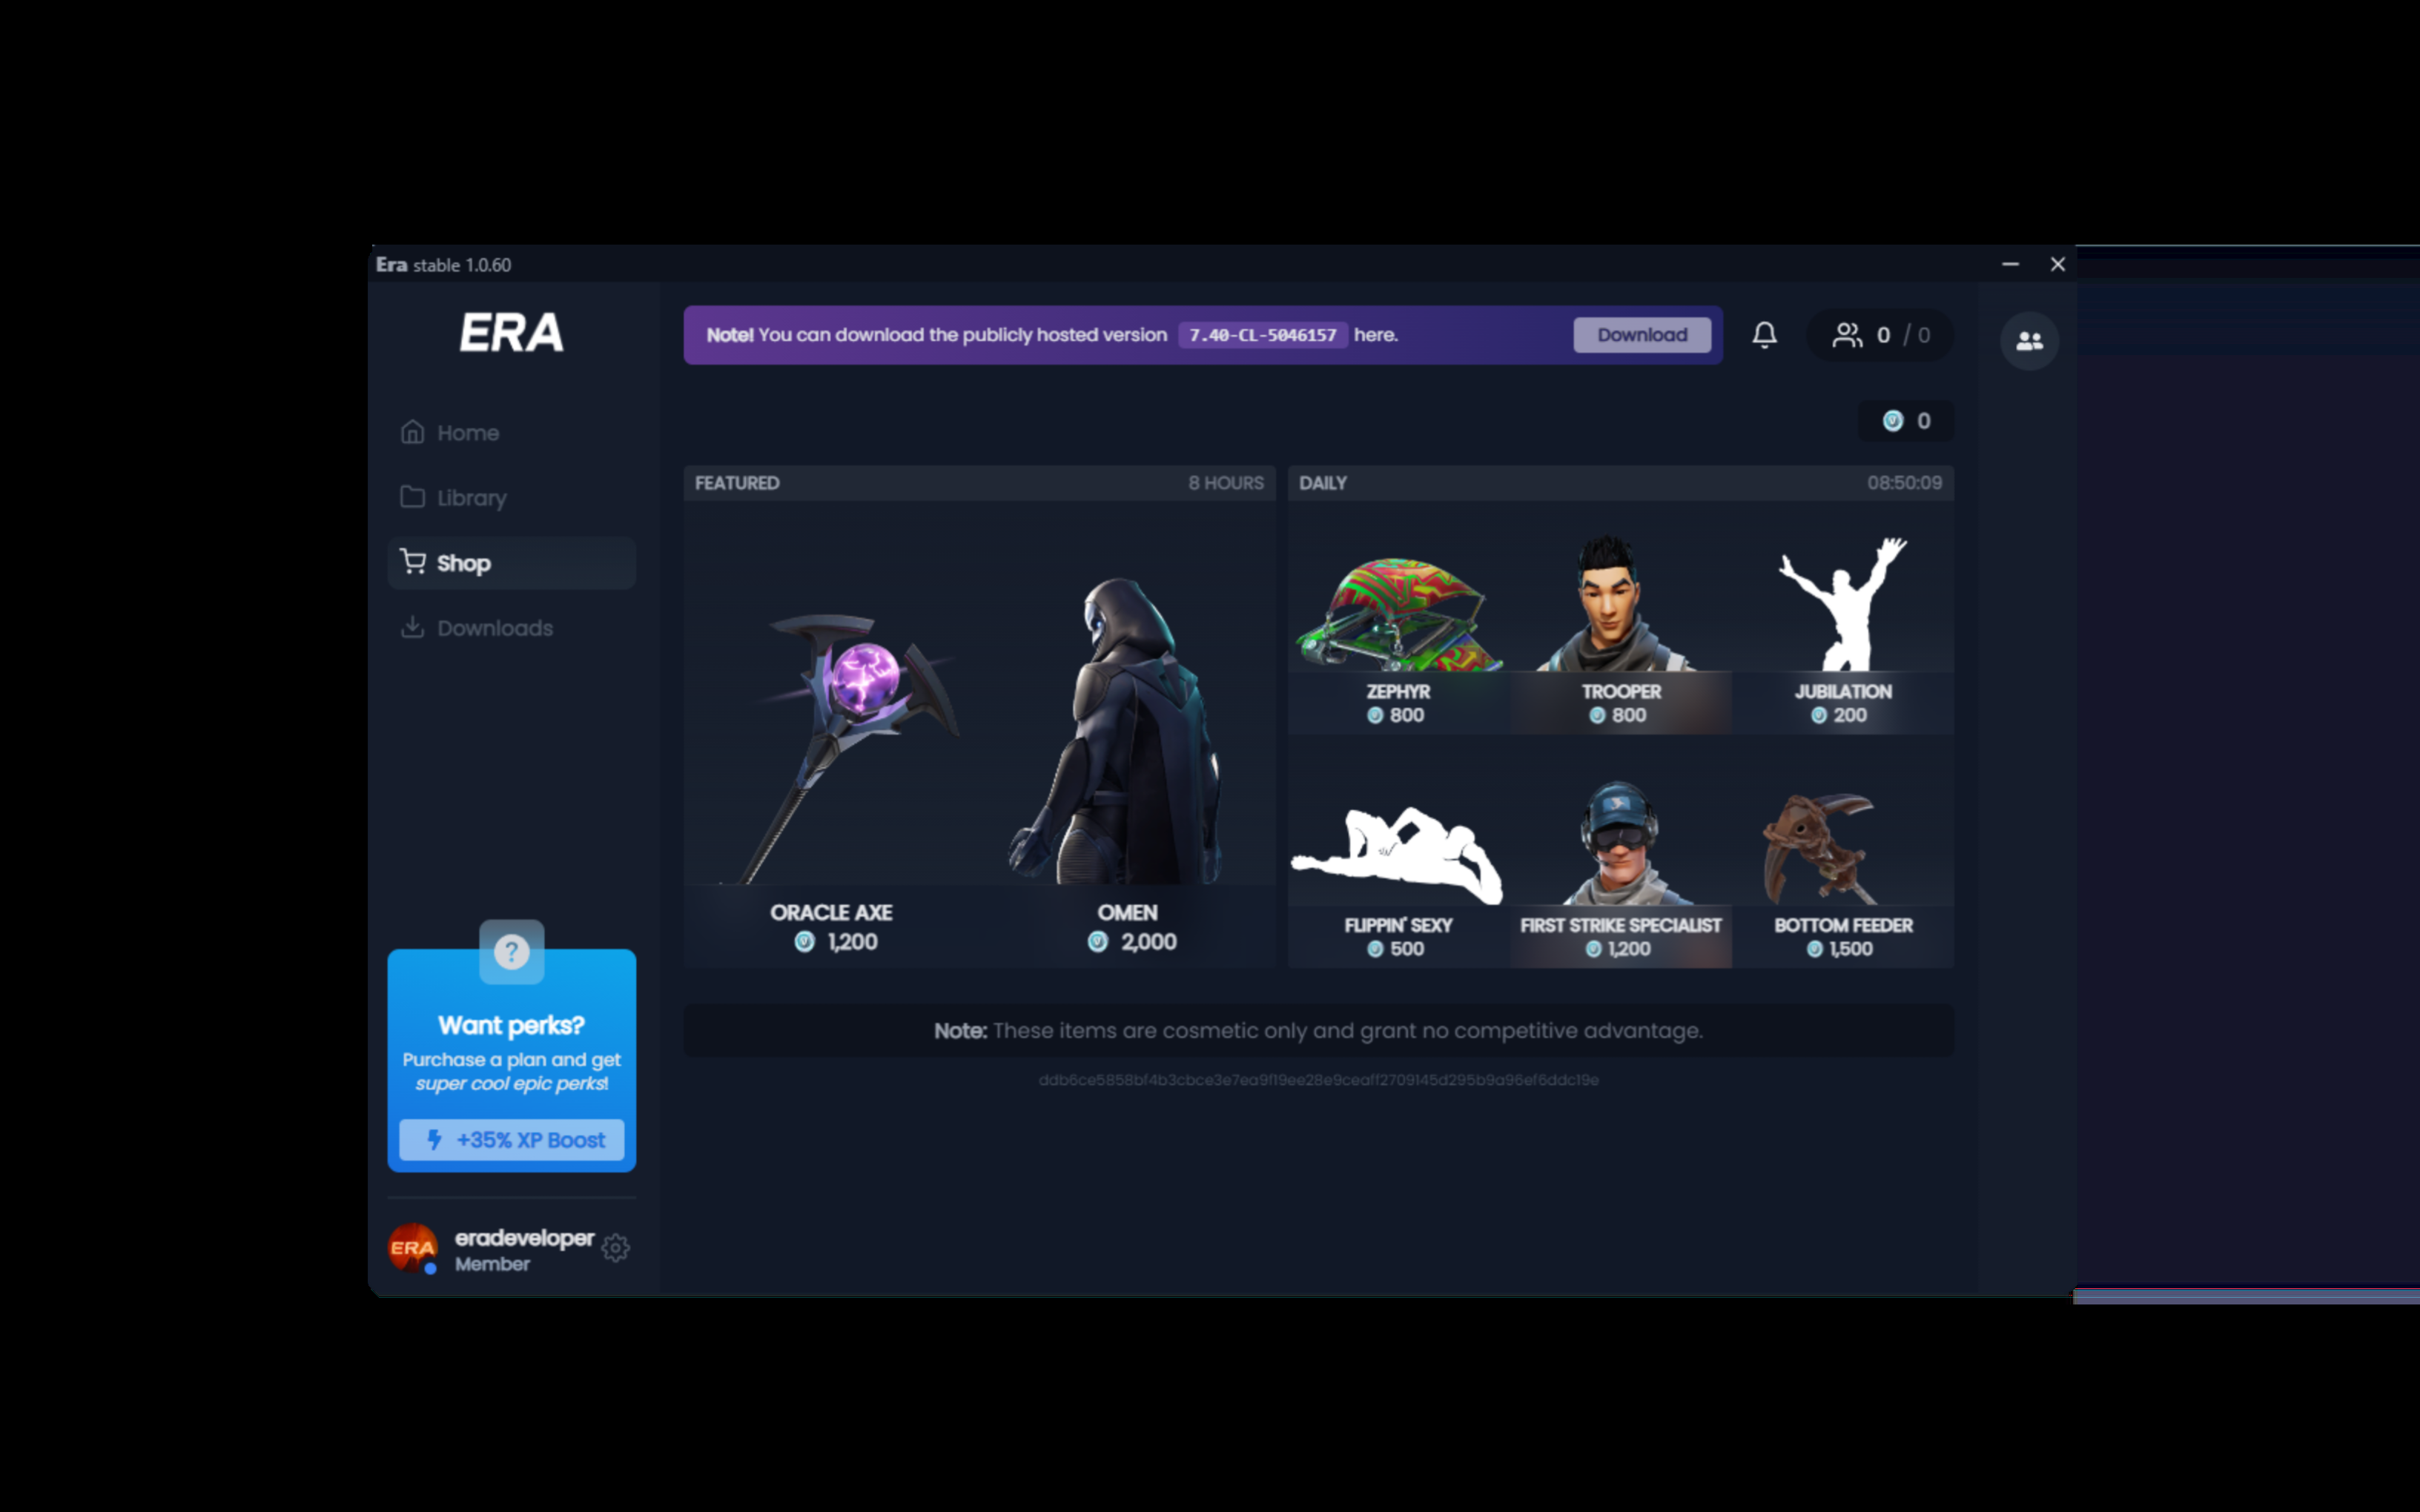 Era stable 1.0.60
ERA
Note! You can download the publicly hosted version 7.40-CL-5046157 here.
Download
0 / 0
Home
Library
Shop
Downloads
0
FEATURED
8 HOURS
DAILY
08:50:09
ORACLE AXE
1,200
OMEN
2,000
ZEPHYR
800
TROOPER
800
JUBILATION
200
FLIPPIN' SEXY
500
FIRST STRIKE SPECIALIST
1,200
BOTTOM FEEDER
1,500
Note: These items are cosmetic only and grant no competitive advantage.
ddb6ce5858bf4b3cbce3e7ea9f19ee28e9ceaff2709145d295b9a96ef6ddc19e
?
Want perks?
Purchase a plan and get
super cool epic perks!
+35% XP Boost
ERA
eradeveloper
Member